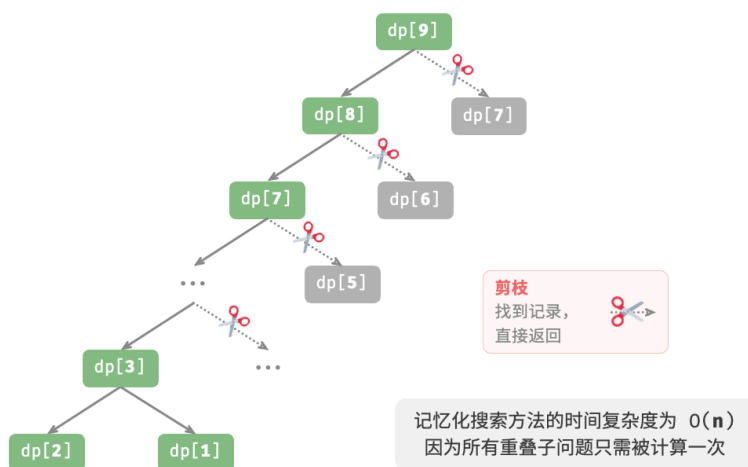 dp[9]
dp[8]
dp[7]
dp[7]
dp[6]
...
dp[5]
剪枝
找到记录，
直接返回
dp[3]
...
dp[2]
dp[1]
记忆化搜索方法的时间复杂度为 O(n)
因为所有重叠子问题只需被计算一次